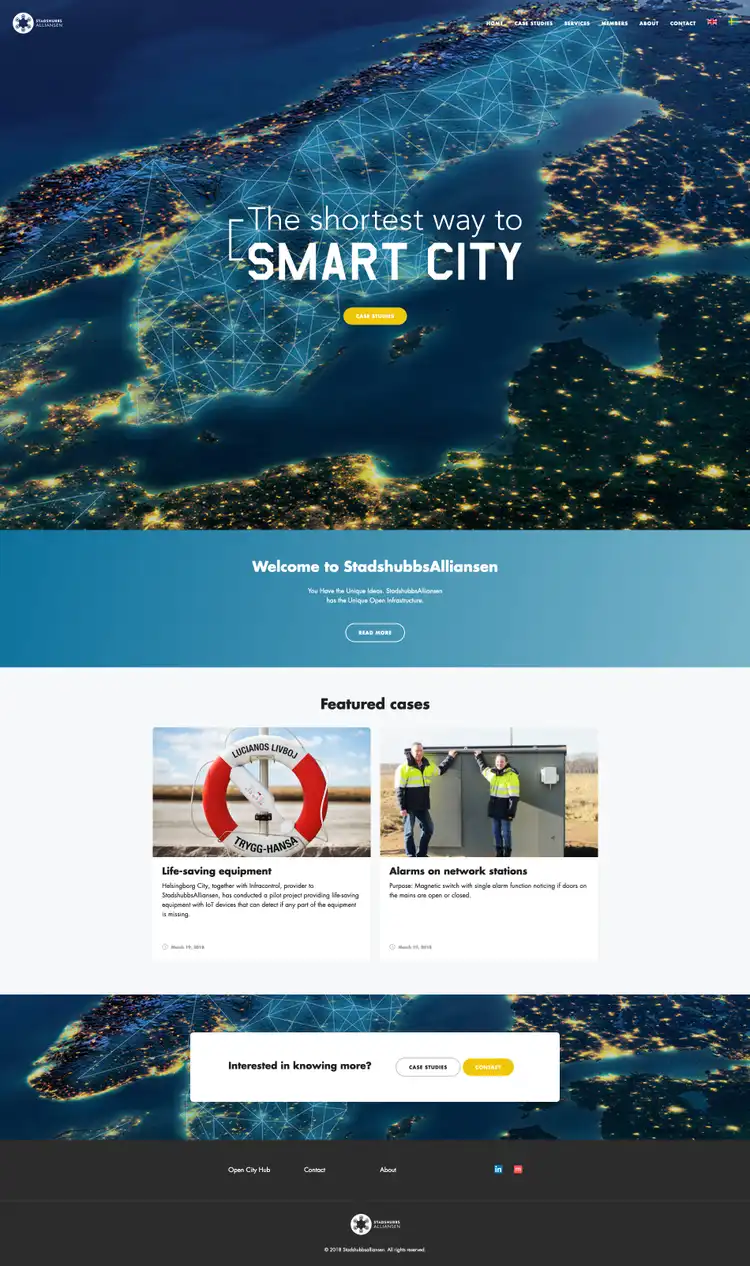 STADSHUBBS
ALLIANSEN
HOME CASE STUDIES SERVICES MEMBERS ABOUT CONTACT
The shortest way to
SMART CITY
CASE STUDIES
Welcome to StadshubbsAlliansen
You Have the Unique Ideas. StadshubbsAlliansen
has the Unique Open Infrastructure.
READ MORE
Featured cases
LUCIANOS LIVBOJ
TRYGG-HANSA
Life-saving equipment
Helsingborg City, together with Infracontrol, provider to
StadshubbsAlliansen, has conducted a pilot project providing life-saving
equipment with IoT devices that can detect if any part of the equipment
is missing.
March 19, 2018
Alarms on network stations
Purpose: Magnetic switch with single alarm function noticing if doors on
the mains are open or closed.
March 19, 2018
Interested in knowing more?
CASE STUDIES
CONTACT
Open City Hub
Contact
About
in
m
STADSHUBBS
ALLIANSEN
© 2018 Stadshubbsalliansen. All rights reserved.